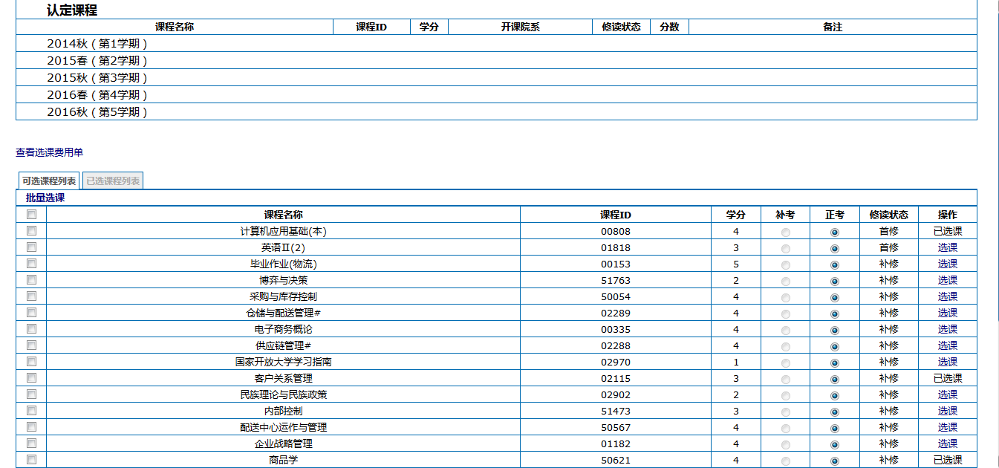 认定课程
课程名称 课程ID 学分 开课院系 修读状态 分数 备注
2014秋 ( 第1学期 )
2015春 ( 第2学期 )
2015秋 ( 第3学期 )
2016春 ( 第4学期 )
2016秋 ( 第5学期 )
查看选课费用单
可选课程列表 已选课程列表
批量选课
课程名称 课程ID 学分 补考 正考 修读状态 操作
计算机应用基础(本) 00808 4 首修 已选课
英语Ⅱ(2) 01818 3 首修 选课
毕业作业(物流) 00153 5 补修 选课
博弈与决策 51763 2 补修 选课
采购与库存控制 50054 4 补修 选课
仓储与配送管理# 02289 4 补修 选课
电子商务概论 00335 4 补修 选课
供应链管理# 02288 4 补修 选课
国家开放大学学习指南 02970 1 补修 选课
客户关系管理 02115 3 补修 已选课
民族理论与民族政策 02902 2 补修 选课
内部控制 51473 3 补修 选课
配送中心运作与管理 50567 4 补修 选课
企业战略管理 01182 4 补修 选课
商品学 50621 4 补修 已选课